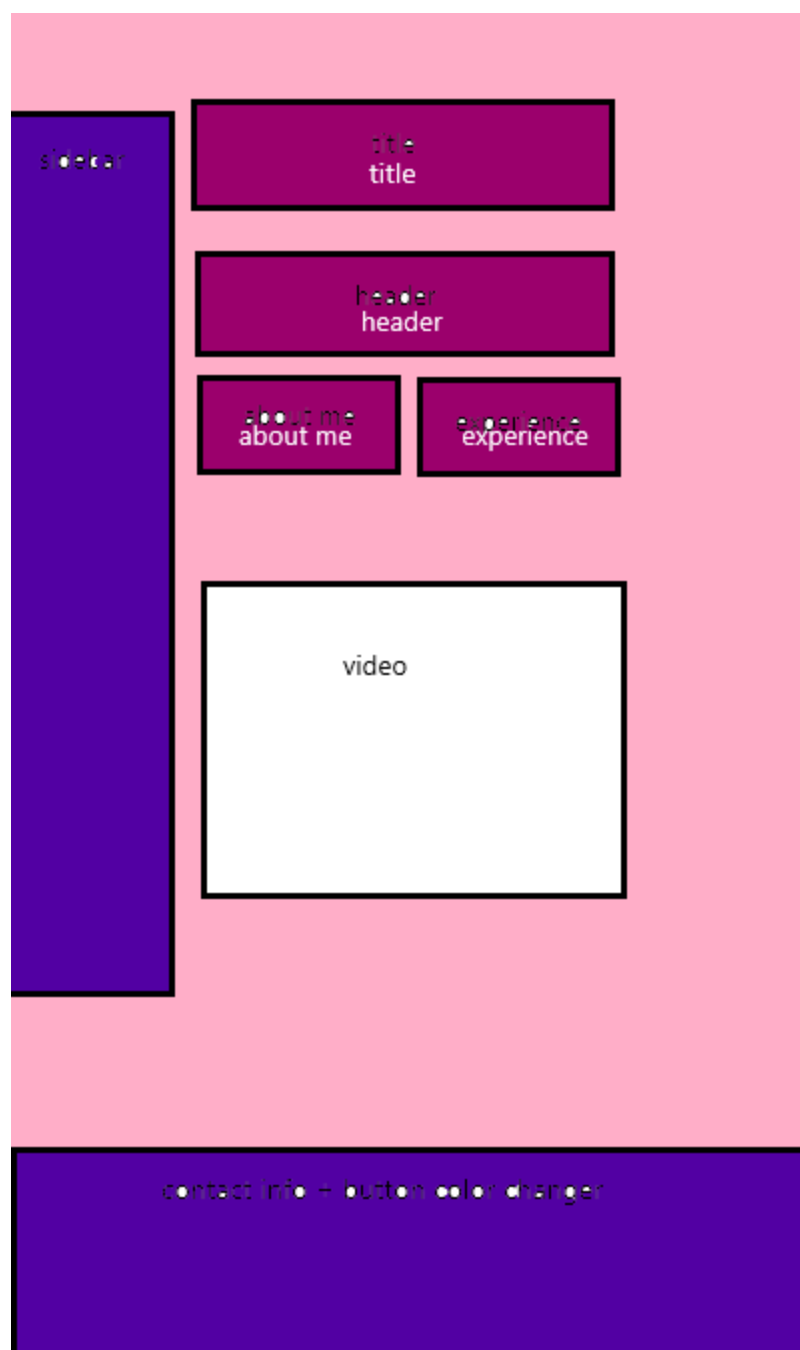 sidebar
title
title
header
header
about me
about me
experience
experience
video
contact info + button color changer